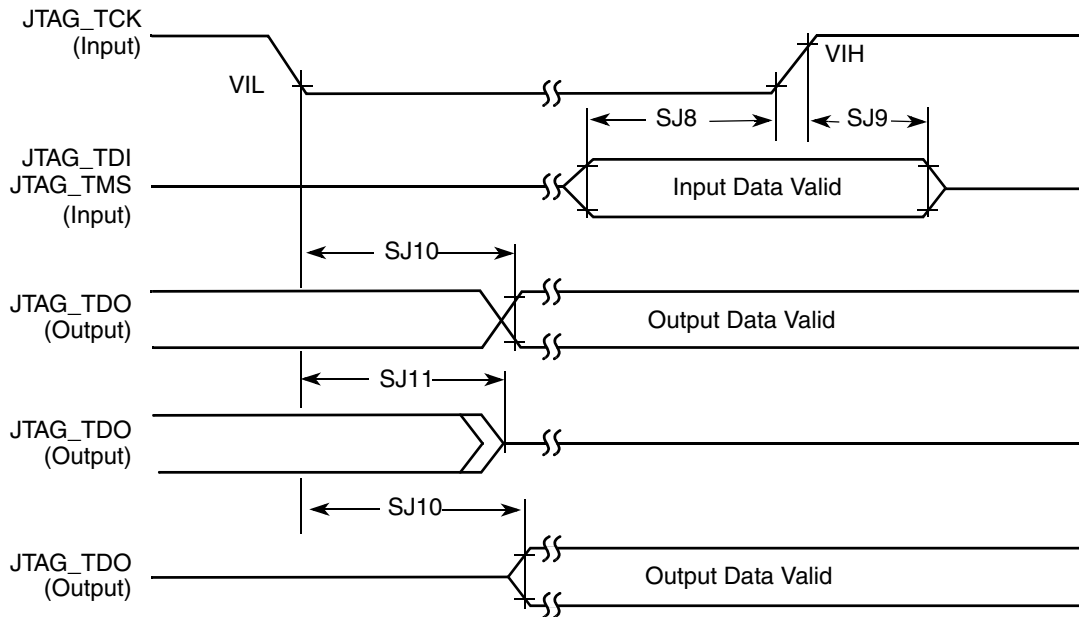 JTAG_TCK
(Input)
VIL
VIH
SJ8
SJ9
JTAG_TDI
JTAG_TMS
(Input)
Input Data Valid
SJ10
JTAG_TDO
(Output)
Output Data Valid
SJ11
JTAG_TDO
(Output)
SJ10
JTAG_TDO
(Output)
Output Data Valid